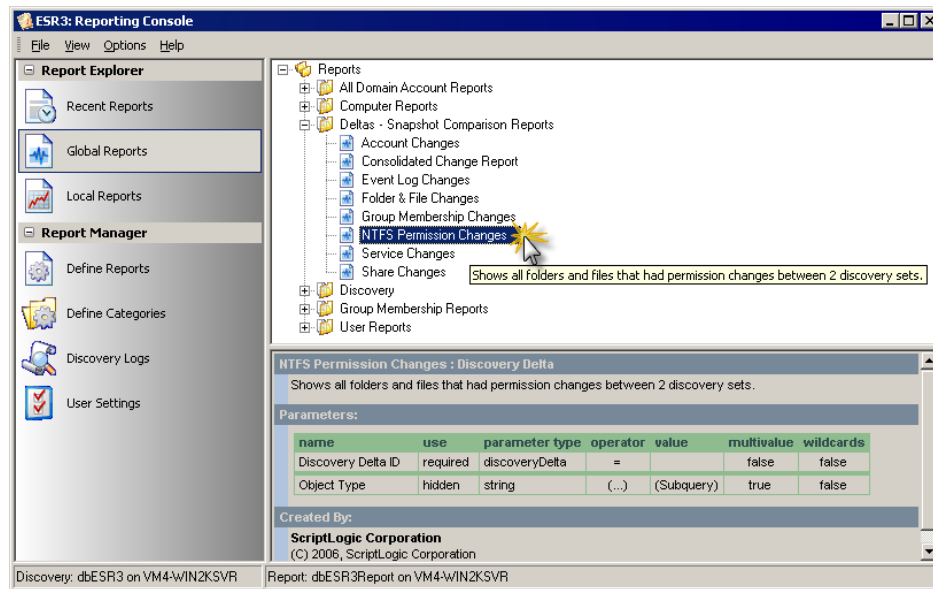 ESR3: Reporting Console
File View Options Help
Report Explorer
Recent Reports
Global Reports
Local Reports
Report Manager
Define Reports
Define Categories
Discovery Logs
User Settings
Reports
All Domain Account Reports
Computer Reports
Deltas - Snapshot Comparison Reports
Account Changes
Consolidated Change Report
Event Log Changes
Folder & File Changes
Group Membership Changes
NTFS Permission Changes
Service Changes
Share Changes
Shows all folders and files that had permission changes between 2 discovery sets.
Discovery
Group Membership Reports
User Reports
NTFS Permission Changes : Discovery Delta
Shows all folders and files that had permission changes between 2 discovery sets.
Parameters:
name use parameter type operator value multivalue wildcards
Discovery Delta ID required discoveryDelta = false false
Object Type hidden string (...) (Subquery) true false
Created By:
ScriptLogic Corporation
(C) 2006, ScriptLogic Corporation
Discovery: dbESR3 on VM4-WIN2KSVR Report: dbESR3Report on VM4-WIN2KSVR